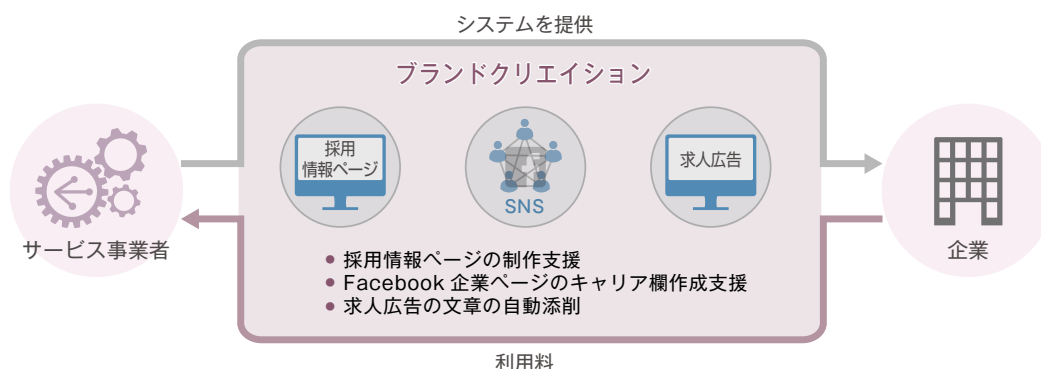 システムを提供
ブランドクリエイション
採用
情報ページ
SNS
求人広告
サービス事業者
企業
• 採用情報ページの制作支援
• Facebook 企業ページのキャリア欄作成支援
• 求人広告の文章の自動添削
利用料